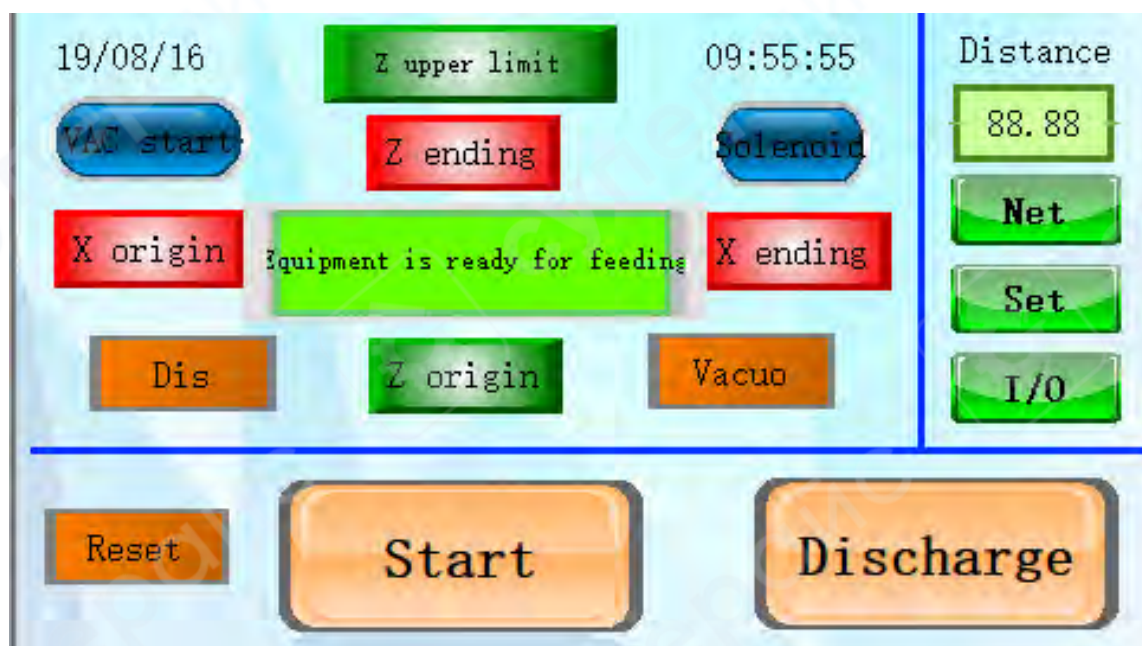 19/08/16
Z upper limit
09:55:55
Distance
VAC start
Z ending
Solenoid
88.88
X origin
Equipment is ready for feeding
X ending
Net
Set
Dis
Z origin
Vacuo
I/O
Reset
Start
Discharge